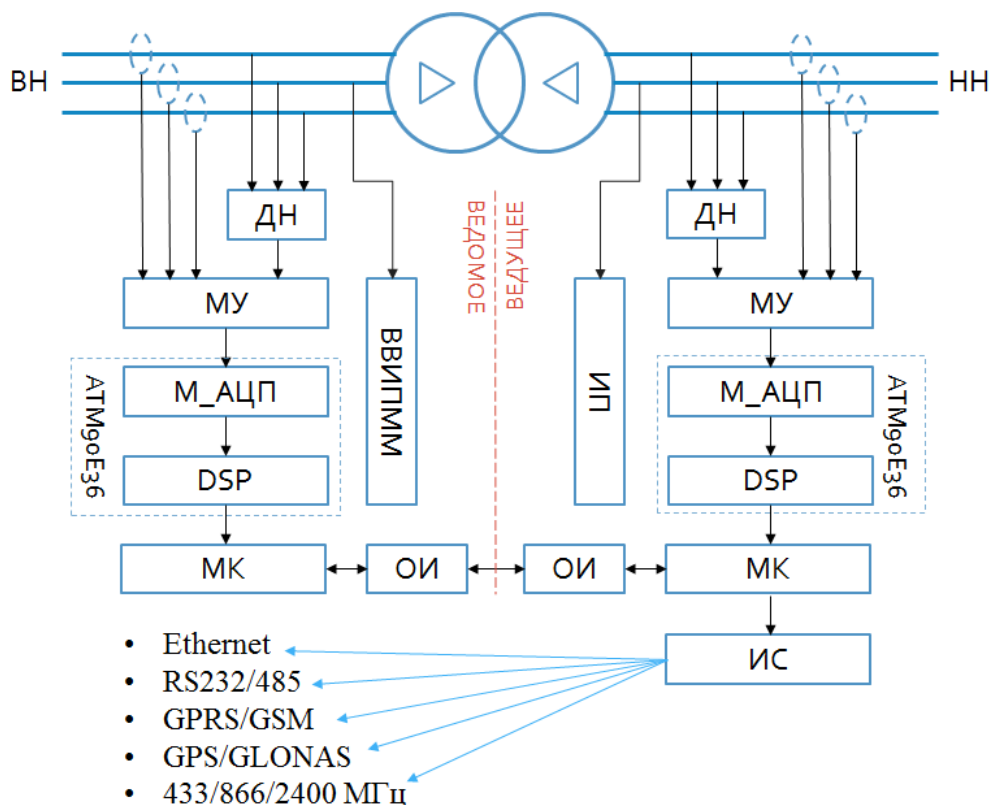 ВН
НН
ДН
ДН
ВЕДОМОЕ
ВЕДУЩЕЕ
МУ
ВВИПММ
ИП
МУ
ATM90E36
М_АЦП
М_АЦП
ATM90E36
DSP
DSP
МК
ОИ
ОИ
МК
• Ethernet
ИС
• RS232/485
• GPRS/GSM
• GPS/GLONAS
• 433/866/2400 МГц